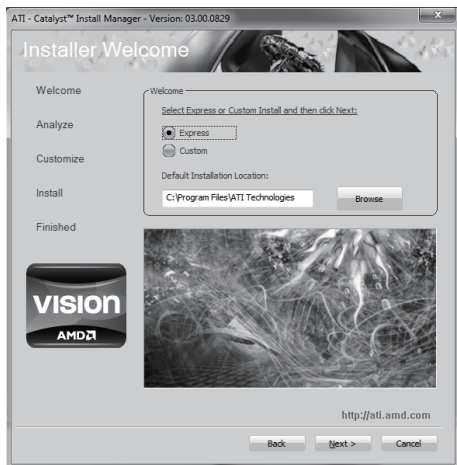 ATI - Catalyst™ Install Manager - Version: 03.00.0829
Installer Welcome
Welcome
Analyze
Customize
Install
Finished
Welcome
Select Express or Custom Install and then click Next:
Express
Custom
Default Installation Location:
C:\Program Files\ATI Technologies
Browse
VISION
AMD
http://ati.amd.com
Back
Next >
Cancel